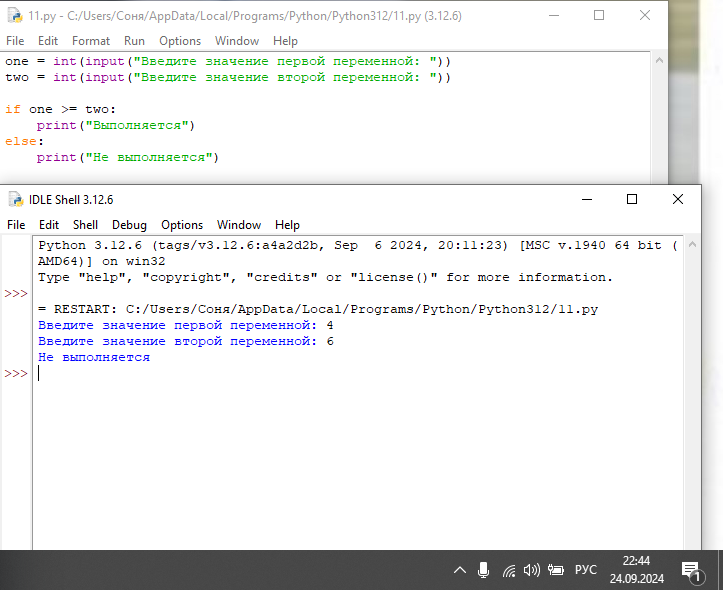 11.py - C:/Users/Соня/AppData/Local/Programs/Python/Python312/11.py (3.12.6)
File Edit Format Run Options Window Help
one = int(input("Введите значение первой переменной: "))
two = int(input("Введите значение второй переменной: "))
if one >= two:
    print("Выполняется")
else:
    print("Не выполняется")
IDLE Shell 3.12.6
File Edit Shell Debug Options Window Help
Python 3.12.6 (tags/v3.12.6:a4a2d2b, Sep  6 2024, 20:11:23) [MSC v.1940 64 bit (
AMD64)] on win32
Type "help", "copyright", "credits" or "license()" for more information.
>>>
= RESTART: C:/Users/Соня/AppData/Local/Programs/Python/Python312/11.py
Введите значение первой переменной: 4
Введите значение второй переменной: 6
Не выполняется
>>>
РУС
22:44
24.09.2024
1